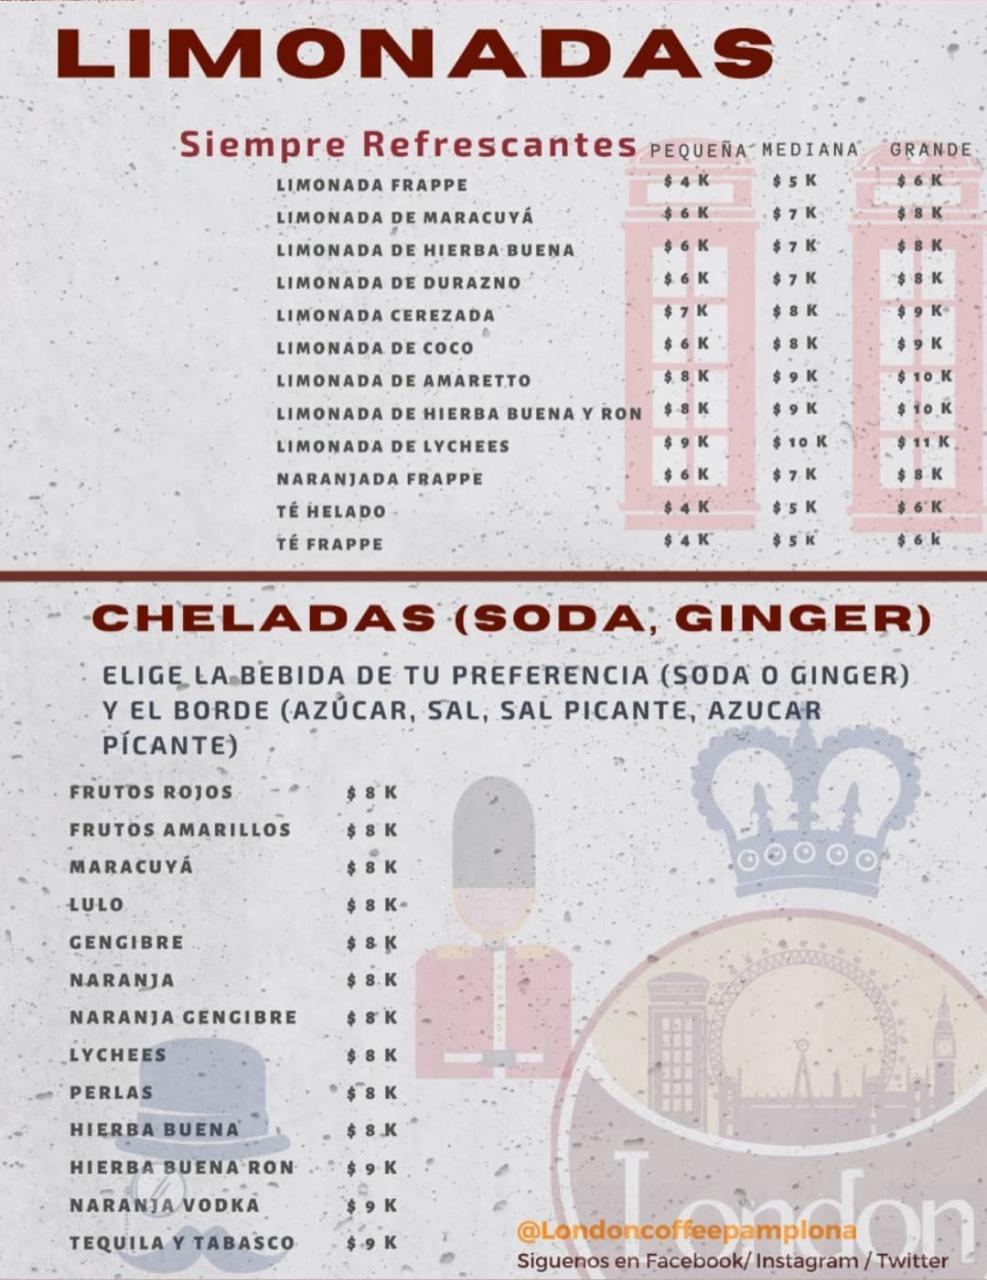 LIMONADAS
Siempre Refrescantes PEQUEÑA MEDIANA GRANDE
LIMONADA FRAPPE $ 4 K $ 5 K $ 6 K
LIMONADA DE MARACUYÁ $ 6 K $ 7 K $ 8 K
LIMONADA DE HIERBA BUENA $ 6 K $ 7 K $ 8 K
LIMONADA DE DURAZNO $ 6 K $ 7 K $ 8 K
LIMONADA CEREZADA $ 7 K $ 8 K $ 9 K
LIMONADA DE COCO $ 6 K $ 8 K $ 9 K
LIMONADA DE AMARETTO $ 8 K $ 9 K $ 10 K
LIMONADA DE HIERBA BUENA Y RON $ 8 K $ 9 K $ 10 K
LIMONADA DE LYCHEES $ 9 K $ 10 K $ 11 K
NARANJADA FRAPPE $ 6 K $ 7 K $ 8 K
TÉ HELADO $ 4 K $ 5 K $ 6 K
TÉ FRAPPE $ 4 K $ 5 K $ 6 k
CHELADAS (SODA, GINGER)
ELIGE LA BEBIDA DE TU PREFERENCIA (SODA O GINGER)
Y EL BORDE (AZÚCAR, SAL, SAL PICANTE, AZUCAR
PÍCANTE)
FRUTOS ROJOS $ 8 K
FRUTOS AMARILLOS $ 8 K
MARACUYÁ $ 8 K
LULO $ 8 K
GENGIBRE $ 8 K
NARANJA $ 8 K
NARANJA GENGIBRE $ 8 K
LYCHEES $ 8 K
PERLAS $ 8 K
HIERBA BUENA $ 8 K
HIERBA BUENA RON $ 9 K
NARANJA VODKA $ 9 K
TEQUILA Y TABASCO $ 9 K
London
@Londoncoffeepamplona
Siguenos en Facebook/ Instagram / Twitter